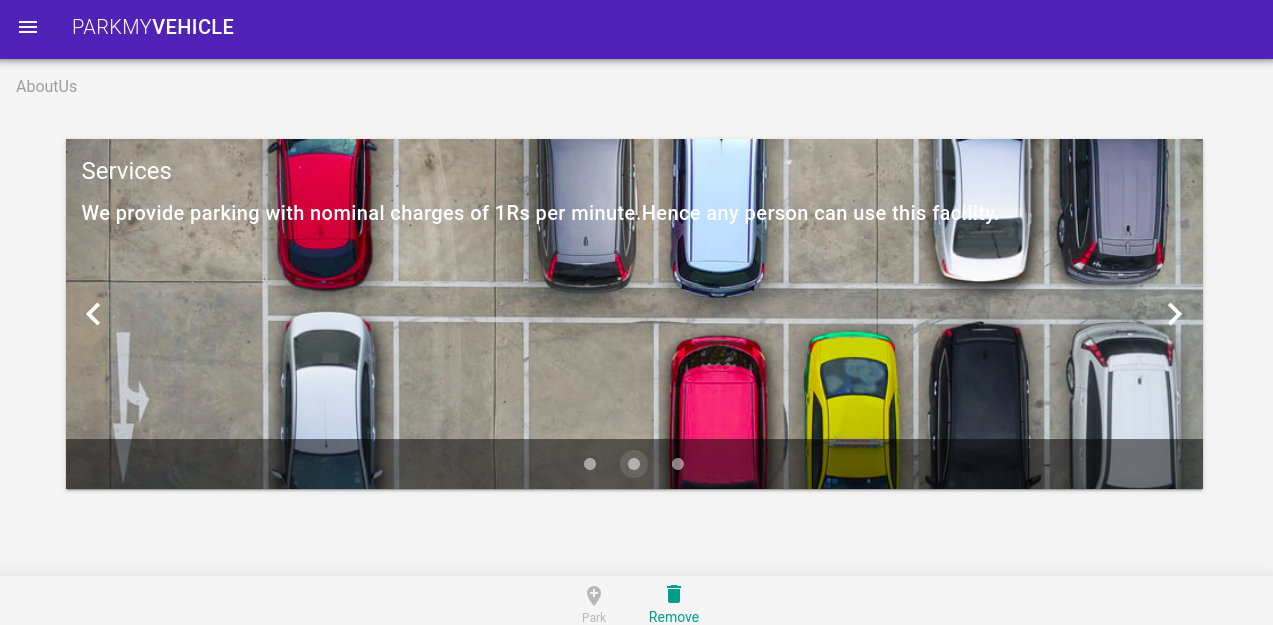 PARKMYVEHICLE
AboutUs
Services
We provide parking with nominal charges of 1Rs per minute.Hence any person can use this facility.
Park
Remove